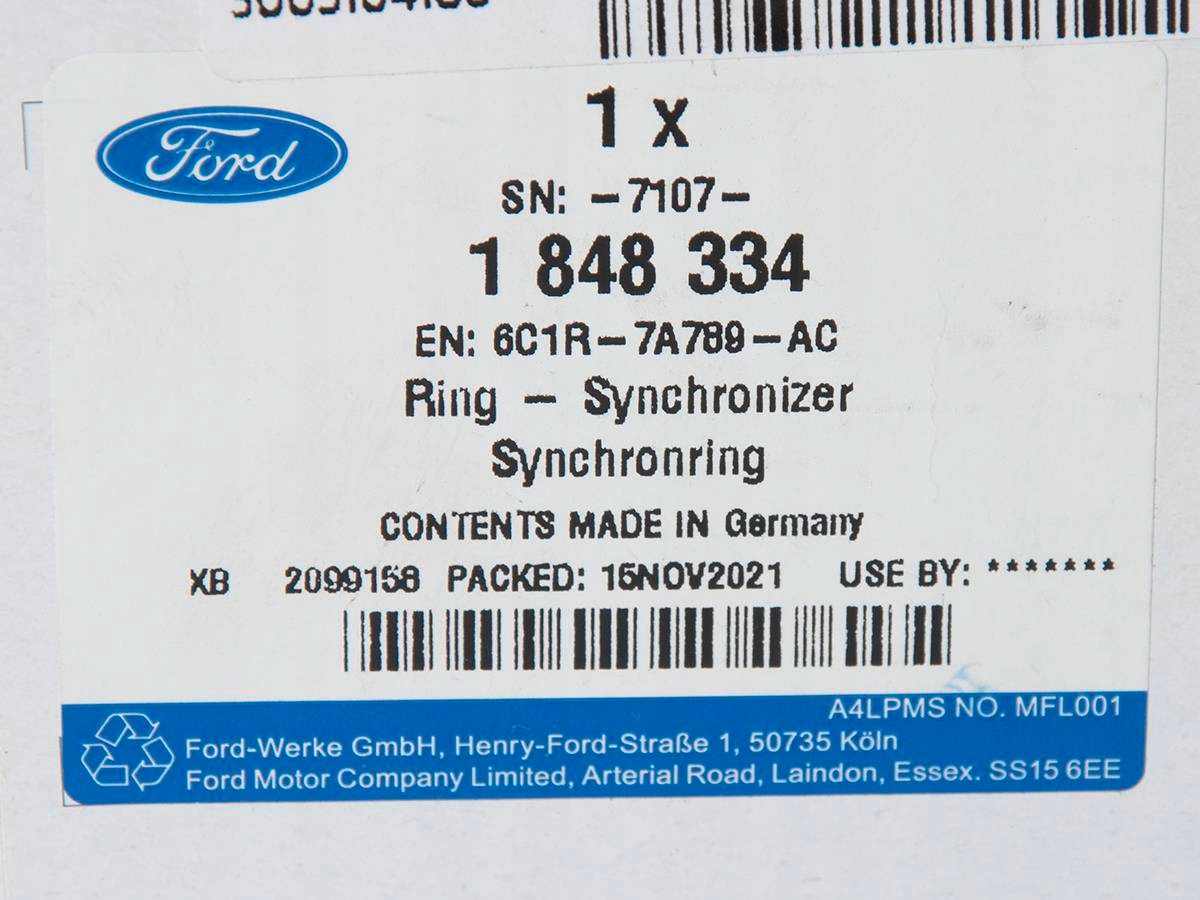 Ford
1 x
SN: -7107-
1 848 334
EN: 6C1R-7A789-AC
Ring - Synchronizer
Synchronring
CONTENTS MADE IN Germany
XB 2099158 PACKED: 15NOV2021 USE BY: *******
A4LPMS NO. MFL001
Ford-Werke GmbH, Henry-Ford-Straße 1, 50735 Köln
Ford Motor Company Limited, Arterial Road, Laindon, Essex. SS15 6EE